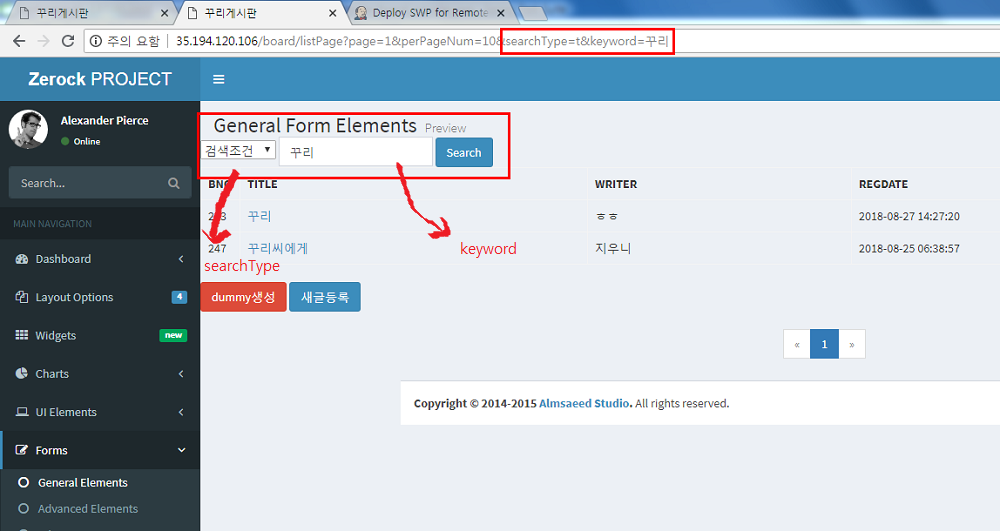 꾸리게시판
꾸리게시판
Deploy SWP for Remote
주의 요함 35.194.120.106/board/listPage?page=1&perPageNum=10&searchType=t&keyword=꾸리
Zerock PROJECT
Alexander Pierce
Online
Search...
MAIN NAVIGATION
Dashboard
Layout Options 4
Widgets new
Charts
UI Elements
Forms
General Elements
Advanced Elements
General Form Elements Preview
검색조건 꾸리 Search
TITLE WRITER REGDATE
꾸리 ㅎㅎ 2018-08-27 14:27:20
247 꾸리씨에게 지우니 2018-08-25 06:38:57
searchType
keyword
dummy생성 새글등록
« 1 »
Copyright © 2014-2015 Almsaeed Studio. All rights reserved.